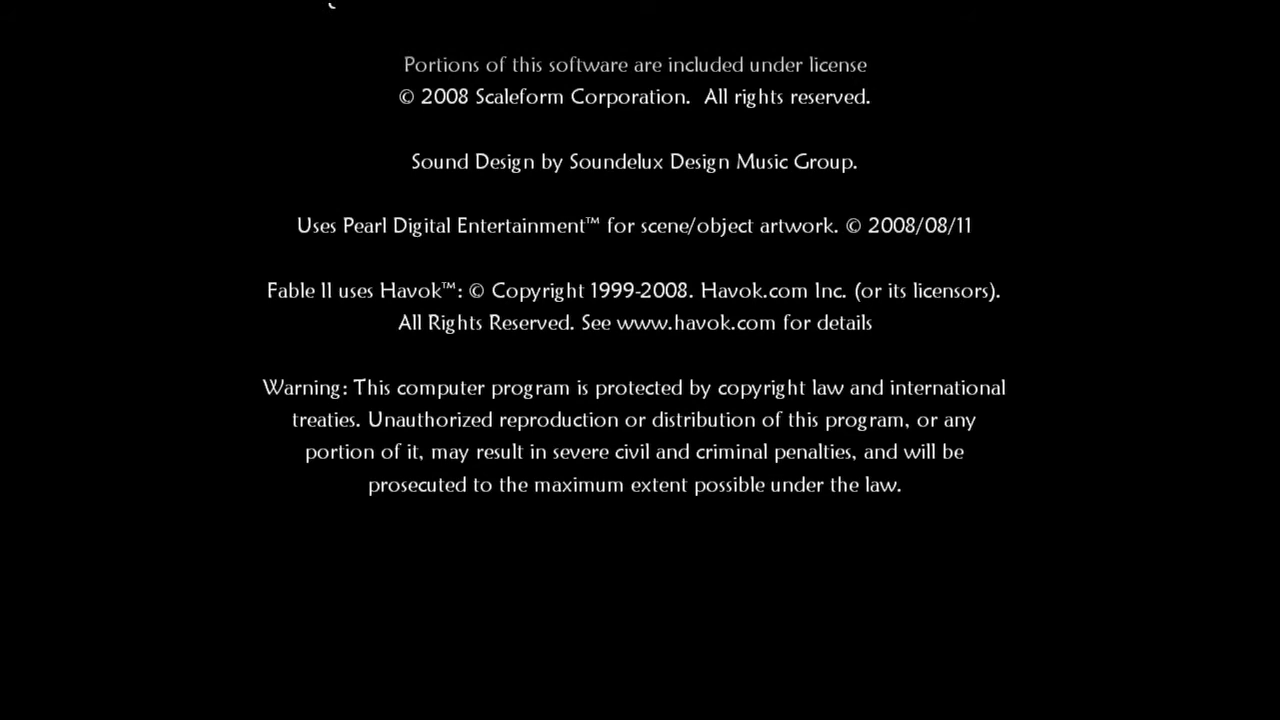 Portions of this software are included under license
© 2008 Scaleform Corporation. All rights reserved.
Sound Design by Soundelux Design Music Group.
Uses Pearl Digital Entertainment™ for scene/object artwork. © 2008/08/11
Fable II uses Havok™: © Copyright 1999-2008. Havok.com Inc. (or its licensors).
All Rights Reserved. See www.havok.com for details
Warning: This computer program is protected by copyright law and international
treaties. Unauthorized reproduction or distribution of this program, or any
portion of it, may result in severe civil and criminal penalties, and will be
prosecuted to the maximum extent possible under the law.